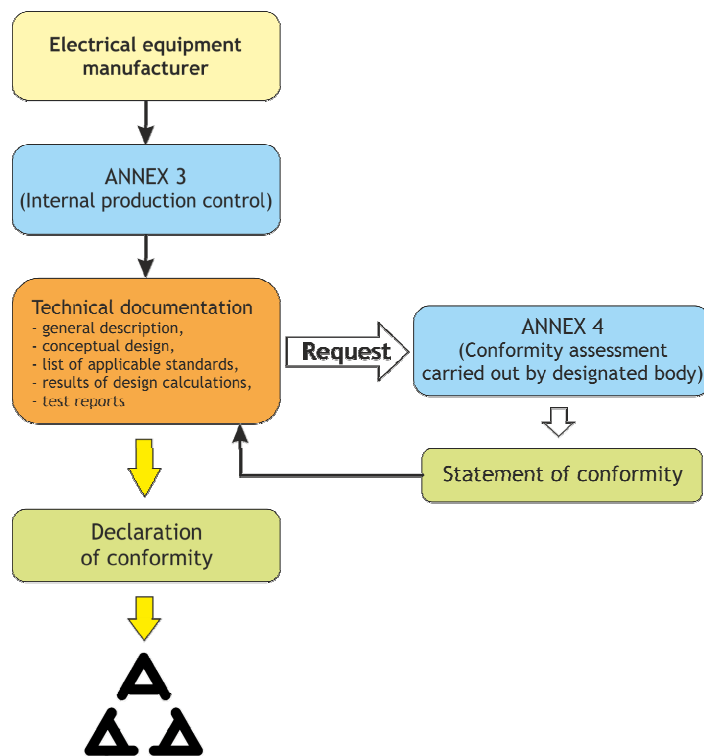 Electrical equipment
manufacturer
ANNEX 3
(Internal production control)
Technical documentation
- general description,
- conceptual design,
- list of applicable standards,
- results of design calculations,
- test reports
Request
ANNEX 4
(Conformity assessment
carried out by designated body)
Statement of conformity
Declaration
of conformity